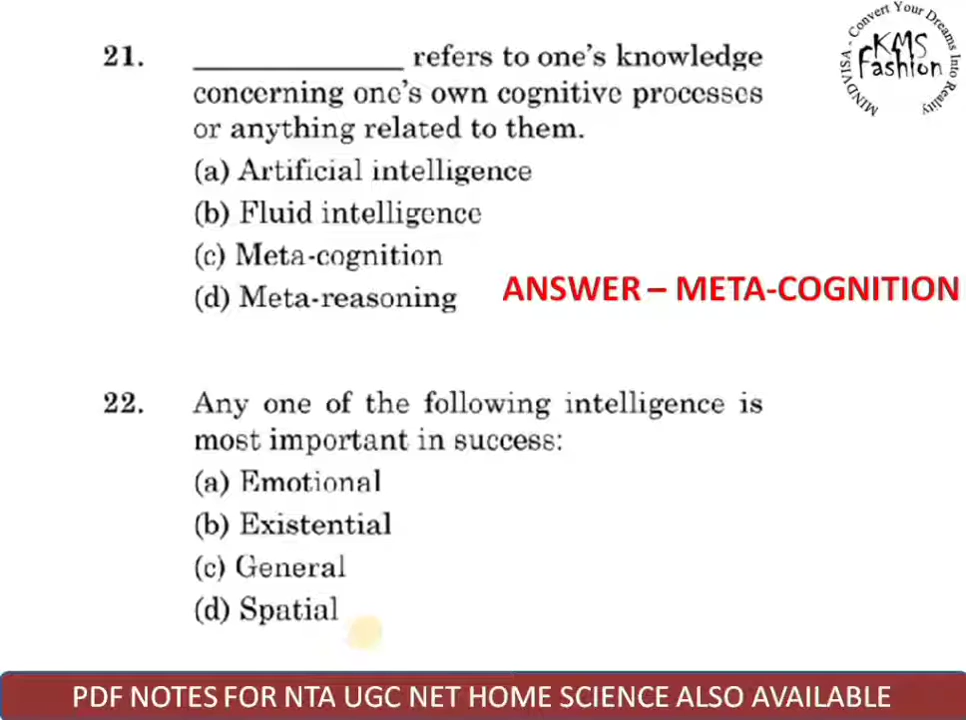 21. ____________ refers to one's knowledge
concerning one's own cognitive processes
or anything related to them.
(a) Artificial intelligence
(b) Fluid intelligence
(c) Meta-cognition
(d) Meta-reasoning
ANSWER – META-COGNITION
22. Any one of the following intelligence is
most important in success:
(a) Emotional
(b) Existential
(c) General
(d) Spatial
MINDVISA - Convert Your Dreams Into Reality
KMS
Fashion
PDF NOTES FOR NTA UGC NET HOME SCIENCE ALSO AVAILABLE